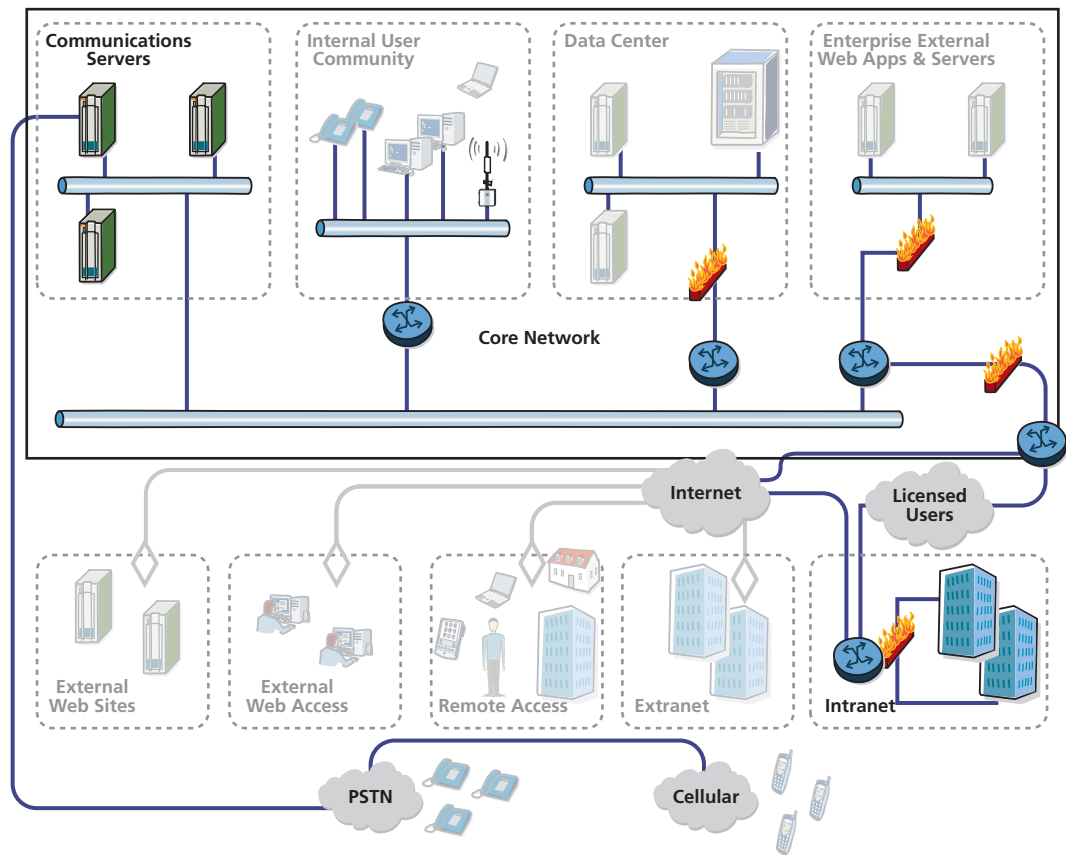 Communications
Servers
Internal User
Community
Data Center
Enterprise External
Web Apps & Servers
Core Network
Internet
Licensed
Users
External
Web Sites
External
Web Access
Remote Access
Extranet
Intranet
PSTN
Cellular